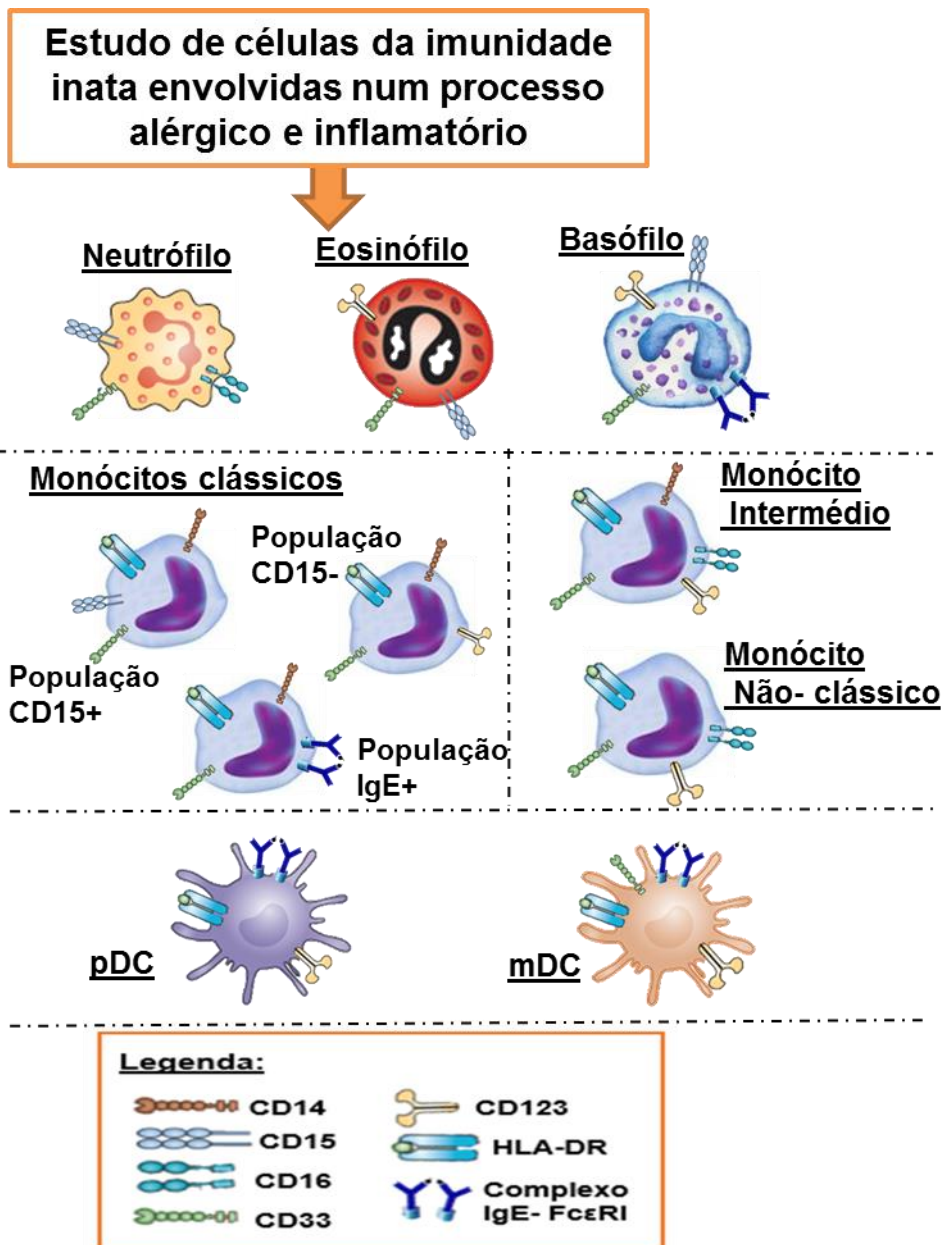 Estudo de células da imunidade
inata envolvidas num processo
alérgico e inflamatório
Neutrófilo
Eosinófilo
Basófilo
Monócitos clássicos
População
CD15-
População
CD15+
População
IgE+
Monócito
Intermédio
Monócito
Não- clássico
pDC
mDC
Legenda:
CD14
CD15
CD16
CD33
CD123
HLA-DR
Complexo
IgE- FcεRI